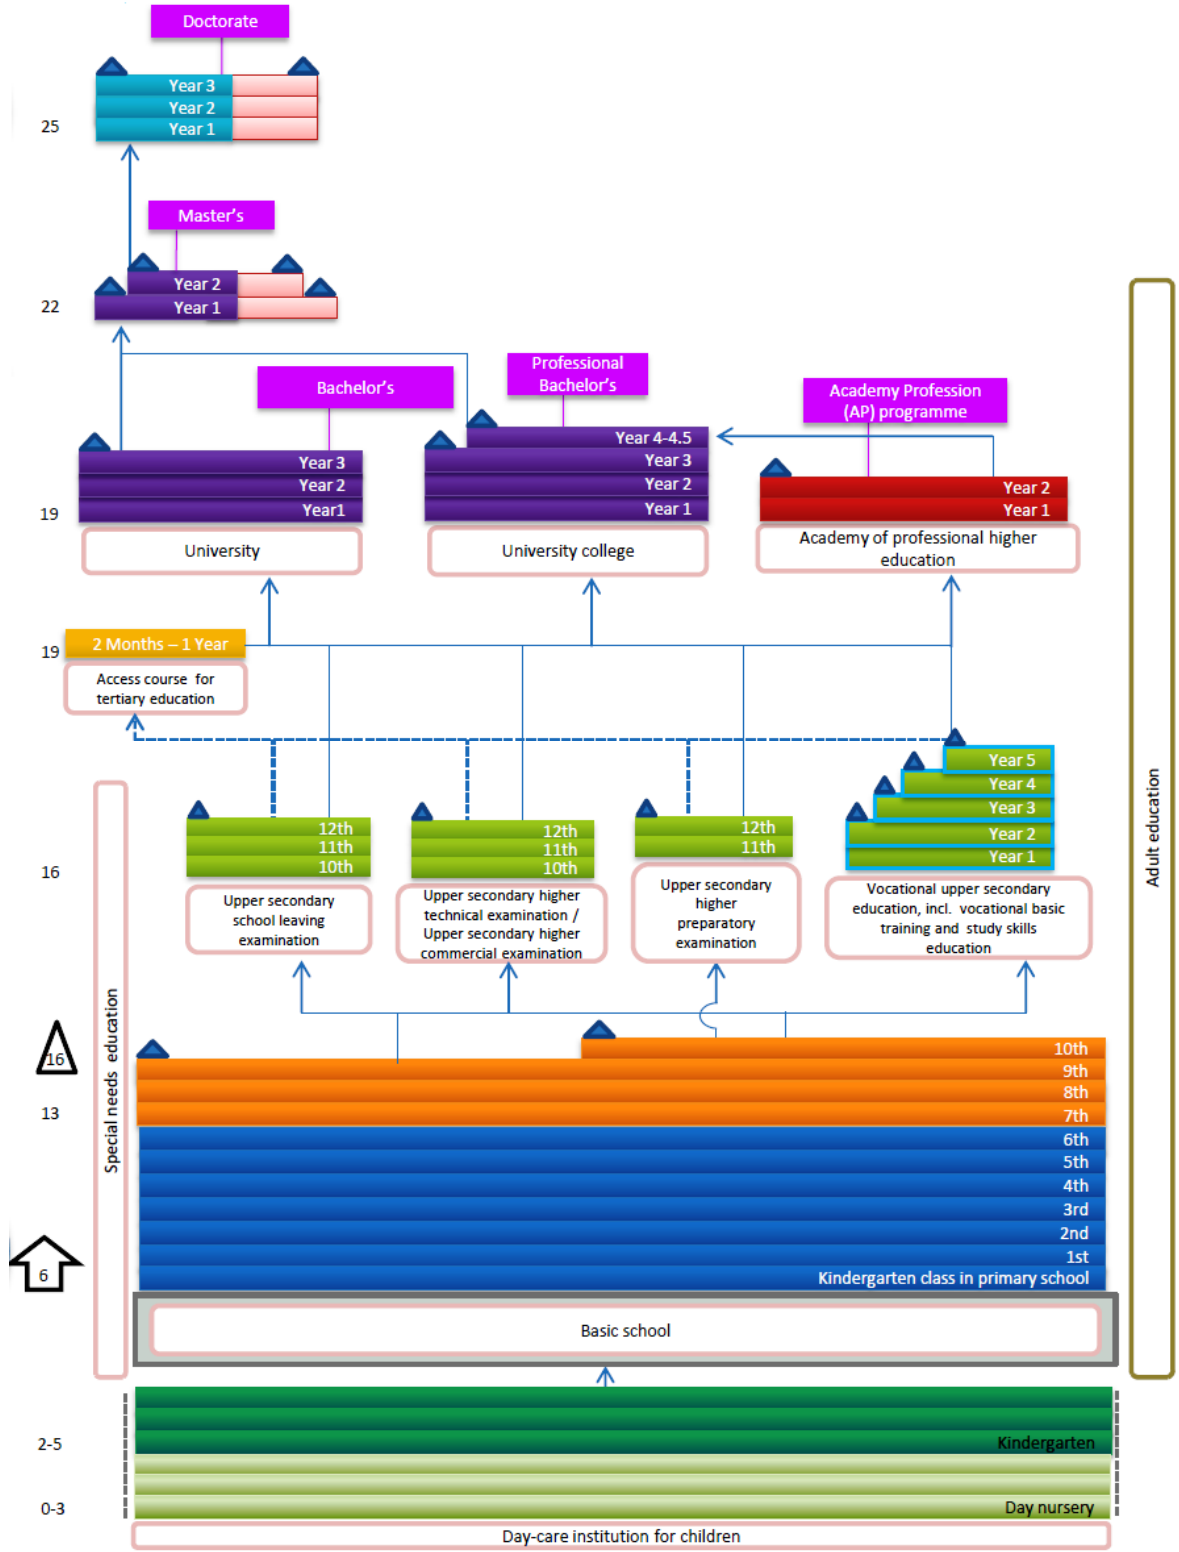 Doctorate
Year 3
Year 2
Year 1
25
Master's
Year 2
Year 1
22
Bachelor's
Professional
Bachelor's
Academy Profession
(AP) programme
Year 3
Year 2
Year1
Year 4-4.5
Year 3
Year 2
Year 1
Year 2
Year 1
19
University
University college
Academy of professional higher
education
19
2 Months – 1 Year
Access course for
tertiary education
12th
11th
10th
12th
11th
10th
12th
11th
Year 5
Year 4
Year 3
Year 2
Year 1
16
Upper secondary
school leaving
examination
Upper secondary higher
technical examination /
Upper secondary higher
commercial examination
Upper secondary
higher
preparatory
examination
Vocational upper secondary
education, incl. vocational basic
training and study skills
education
Special needs education
Adult education
16
13
6
10th
9th
8th
7th
6th
5th
4th
3rd
2nd
1st
Kindergarten class in primary school
Basic school
2-5
Kindergarten
0-3
Day nursery
Day-care institution for children